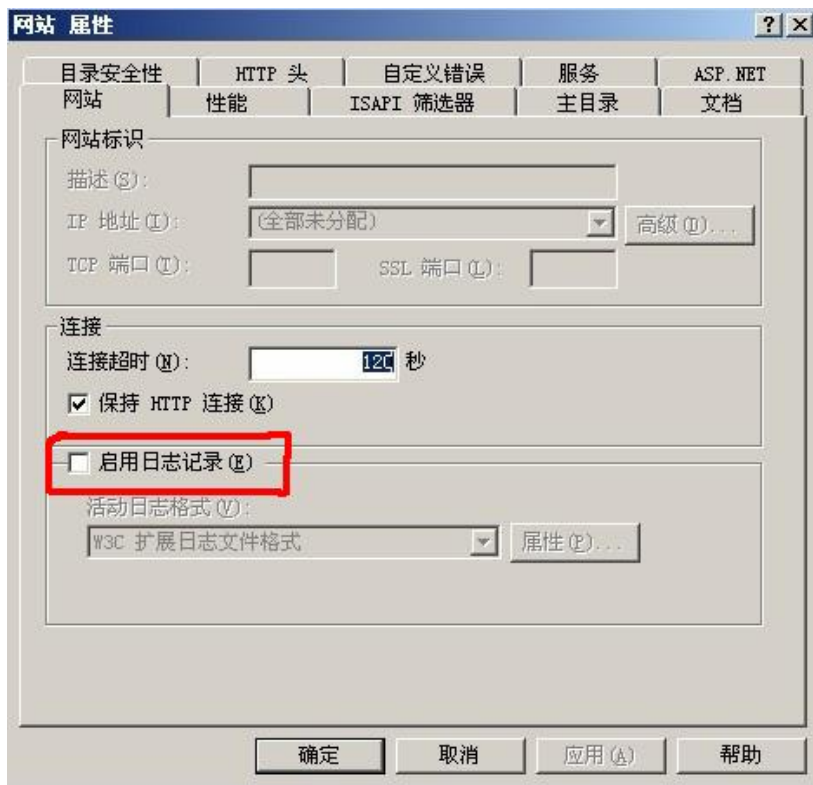 网站 属性
目录安全性 HTTP 头 自定义错误 服务 ASP.NET
网站 性能 ISAPI 筛选器 主目录 文档
网站标识
描述(S):
IP 地址(I): (全部未分配) 高级(D)...
TCP 端口(T): SSL 端口(L):
连接
连接超时(N): 120 秒
保持 HTTP 连接(K)
启用日志记录(E)
活动日志格式(V):
W3C 扩展日志文件格式 属性(P)...
确定 取消 应用(A) 帮助